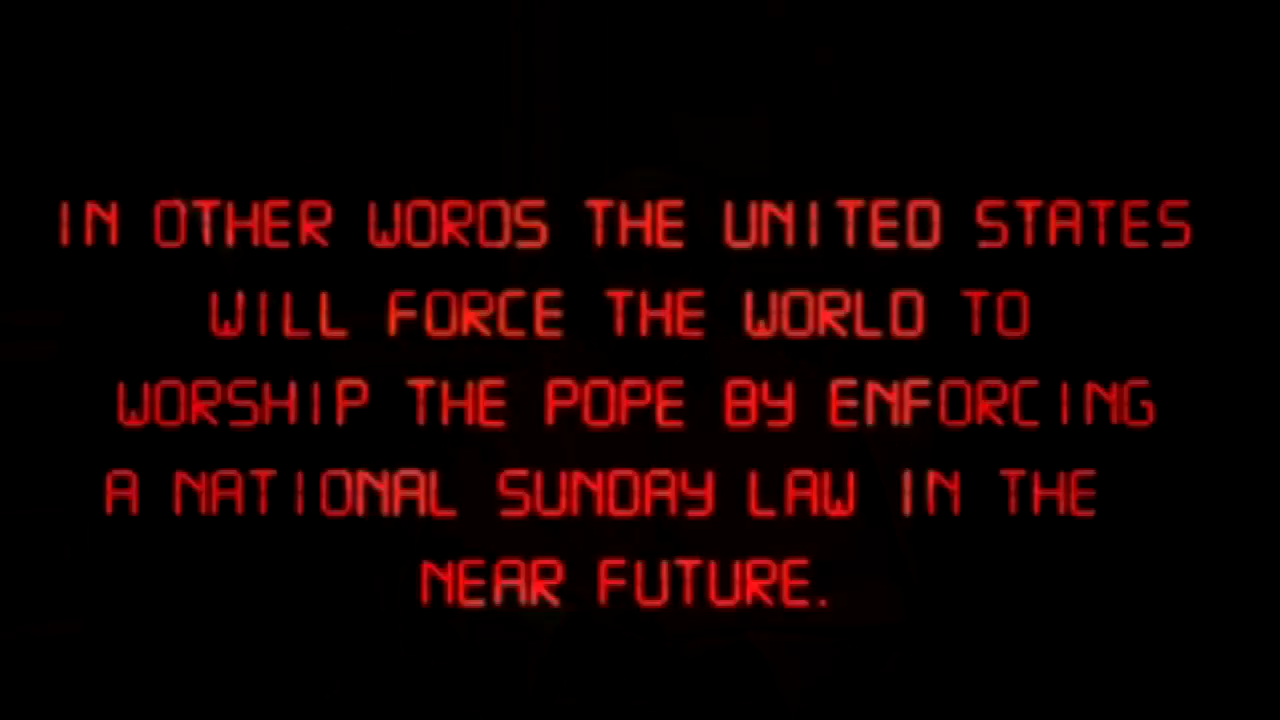 IN OTHER WORDS THE UNITED STATES
WILL FORCE THE WORLD TO
WORSHIP THE POPE BY ENFORCING
A NATIONAL SUNDAY LAW IN THE
NEAR FUTURE.